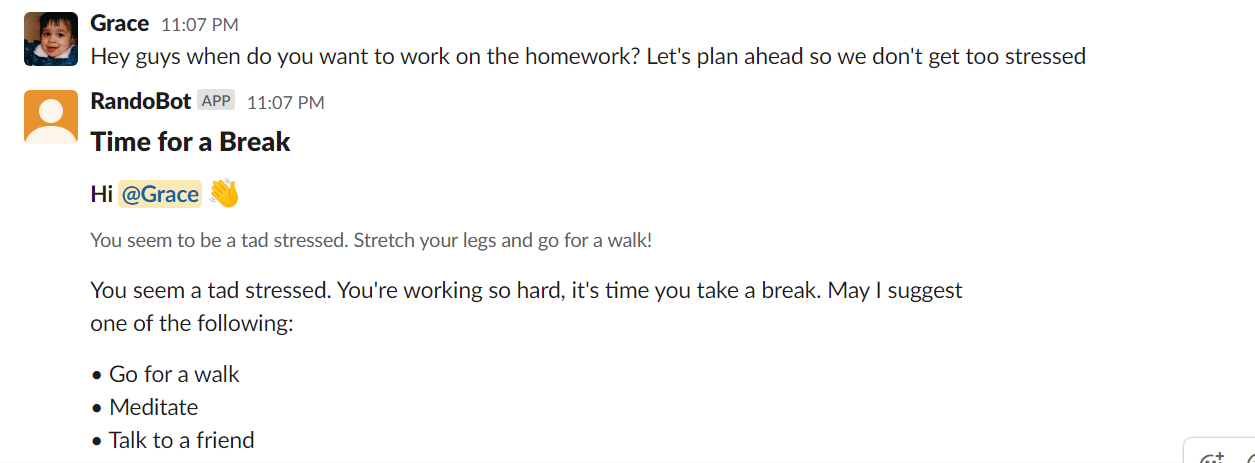 Grace 11:07 PM
Hey guys when do you want to work on the homework? Let's plan ahead so we don't get too stressed
RandoBot APP 11:07 PM
Time for a Break
Hi @Grace 👋
You seem to be a tad stressed. Stretch your legs and go for a walk!
You seem a tad stressed. You're working so hard, it's time you take a break. May I suggest
one of the following:
• Go for a walk
• Meditate
• Talk to a friend